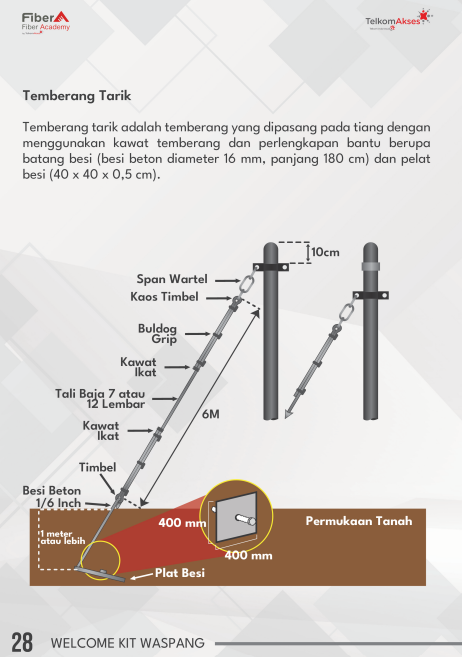 FiberA
Fiber Academy
TelkomAkses
Temberang Tarik
Temberang tarik adalah temberang yang dipasang pada tiang dengan
menggunakan kawat temberang dan perlengkapan bantu berupa
batang besi (besi beton diameter 16 mm, panjang 180 cm) dan pelat
besi (40 x 40 x 0,5 cm).
10cm
Span Wartel
Kaos Timbel
Buldog
Grip
Kawat
Ikat
Tali Baja 7 atau
12 Lembar
6M
Kawat
Ikat
Timbel
Besi Beton
1/6 Inch
400 mm
Permukaan Tanah
1 meter
atau lebih
400 mm
Plat Besi
28 WELCOME KIT WASPANG